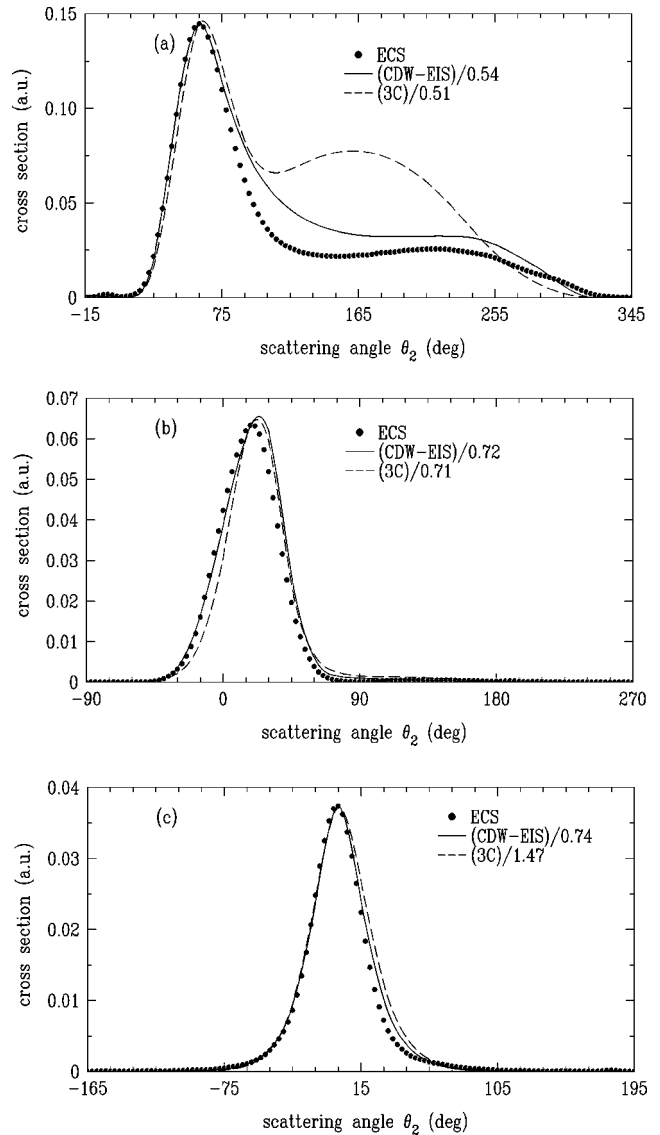 0.15
(a)
ECS
(CDW-EIS)/0.54
(3C)/0.51
0.10
0.05
0
cross section (a.u.)
-15 75 165 255 345
scattering angle θ₂ (deg)
0.07
(b)
ECS
(CDW-EIS)/0.72
(3C)/0.71
0.06
0.05
0.04
0.03
0.02
0.01
0
cross section (a.u.)
-90 0 90 180 270
scattering angle θ₂ (deg)
0.04
(c)
ECS
(CDW-EIS)/0.74
(3C)/1.47
0.03
0.02
0.01
0
cross section (a.u.)
-165 -75 15 105 195
scattering angle θ₂ (deg)